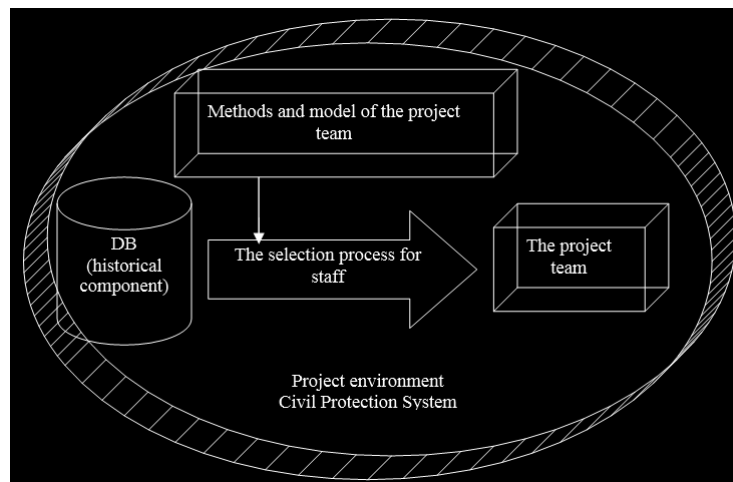 Methods and model of the project
team
DB
(historical
component)
The selection process for
staff
The project
team
Project environment
Civil Protection System